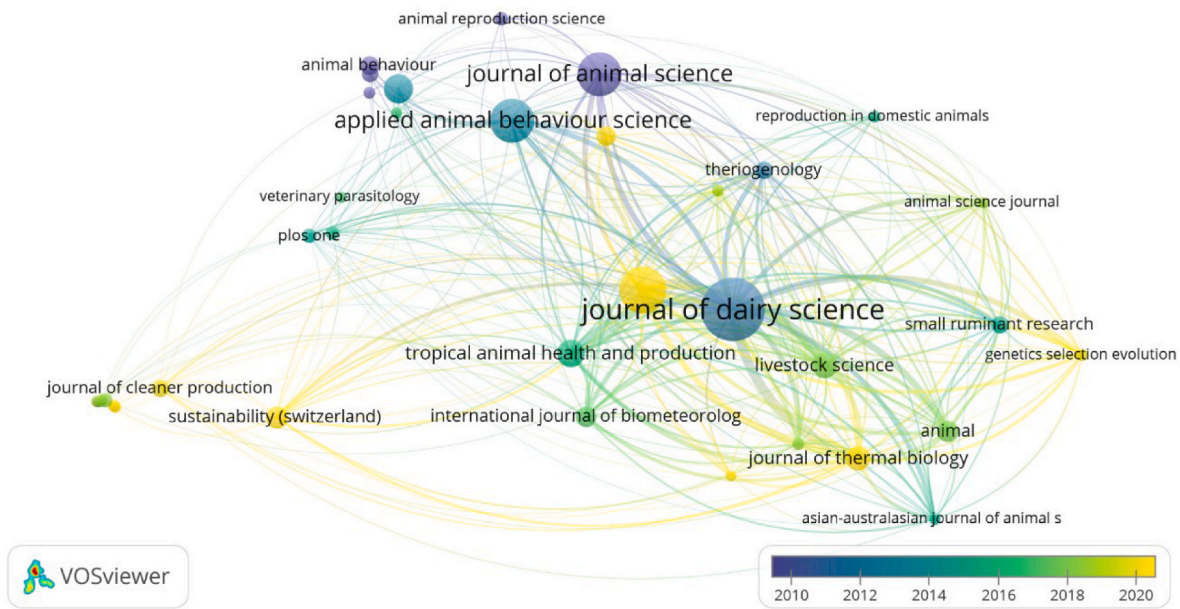 animal reproduction science
animal behaviour
journal of animal science
applied animal behaviour science
reproduction in domestic animals
theriogenology
veterinary parasitology
animal science journal
plos one
journal of dairy science
small ruminant research
tropical animal health and production
genetics selection evolution
livestock science
journal of cleaner production
sustainability (switzerland)
international journal of biometeorolog
animal
journal of thermal biology
asian-australasian journal of animal s
VOSviewer
2010 2012 2014 2016 2018 2020